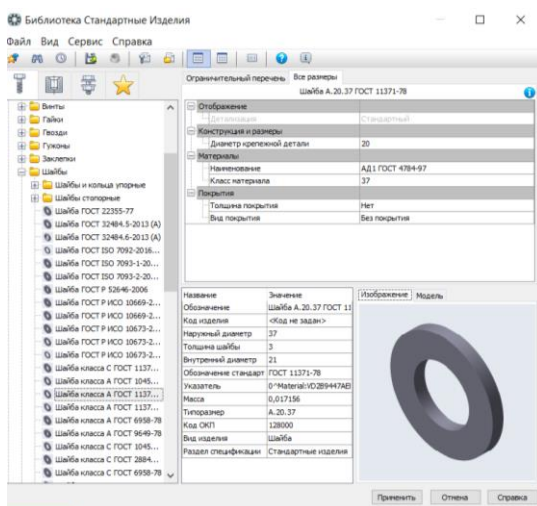 Библиотека Стандартные Изделия
Файл Вид Сервис Справка
Ограничительный перечень Все размеры
Шайба А.20.37 ГОСТ 11371-78
Винты
Гайки
Гвозди
Гужоны
Заклепки
Шайбы
Шайбы и кольца упорные
Шайбы стопорные
Шайба ГОСТ 22355-77
Шайба ГОСТ 32484.5-2013 (A)
Шайба ГОСТ 32484.6-2013 (A)
Шайба ГОСТ ISO 7092-2016...
Шайба ГОСТ ISO 7093-1-20...
Шайба ГОСТ ISO 7093-2-20...
Шайба ГОСТ Р 52646-2006
Шайба ГОСТ Р ИСО 10669-2...
Шайба ГОСТ Р ИСО 10669-2...
Шайба ГОСТ Р ИСО 10673-2...
Шайба ГОСТ Р ИСО 10673-2...
Шайба ГОСТ Р ИСО 10673-2...
Шайба класса C ГОСТ 1137...
Шайба класса А ГОСТ 1045...
Шайба класса А ГОСТ 1137...
Шайба класса А ГОСТ 1137...
Шайба класса А ГОСТ 6958-78
Шайба класса А ГОСТ 9649-78
Шайба класса С ГОСТ 1045...
Шайба класса С ГОСТ 2884...
Шайба класса С ГОСТ 6958-78
Отображение
Детализация Стандартный
Конструкция и размеры
Диаметр крепежной детали 20
Материалы
Наименование АД1 ГОСТ 4784-97
Класс материала 37
Покрытия
Толщина покрытия Нет
Вид покрытия Без покрытия
Название Значение
Обозначение Шайба А.20.37 ГОСТ 11
Код изделия <Код не задан>
Наружный диаметр 37
Толщина шайбы 3
Внутренний диаметр 21
Обозначение стандарт ГОСТ 11371-78
Указатель 0^Material:VD289447AEI
Масса 0,017156
Типоразмер А.20.37
Код ОКП 128000
Вид изделия Шайба
Раздел спецификации Стандартные изделия
Изображение Модель
Применить Отмена Справка